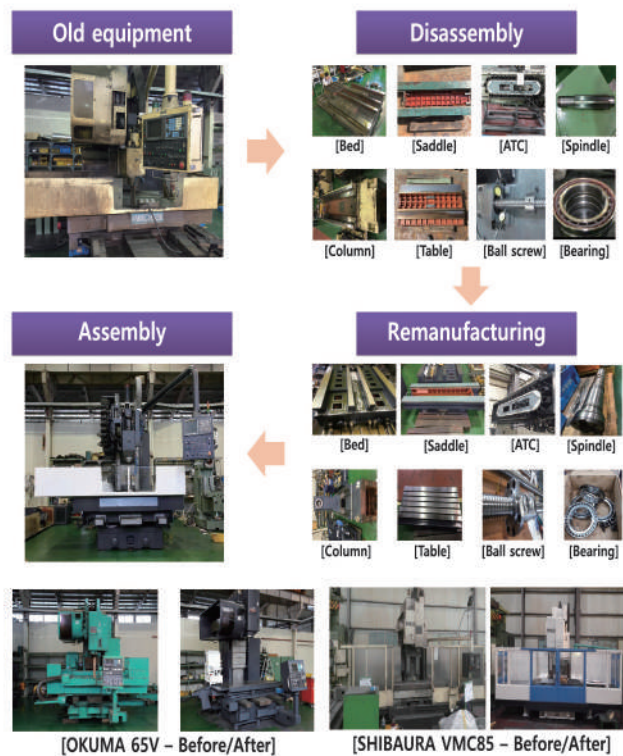 Old equipment
Disassembly
[Bed] [Saddle] [ATC] [Spindle]
[Column] [Table] [Ball screw] [Bearing]
Assembly
Remanufacturing
[Bed] [Saddle] [ATC] [Spindle]
[Column] [Table] [Ball screw] [Bearing]
[OKUMA 65V – Before/After] [SHIBAURA VMC85 – Before/After]